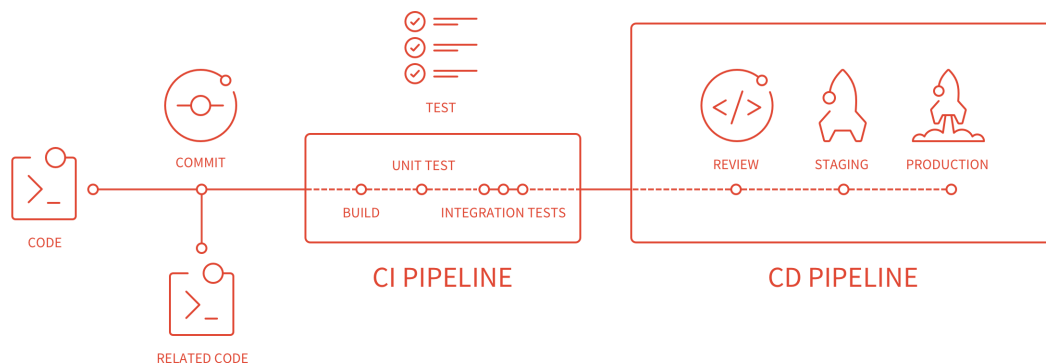 TEST
COMMIT
UNIT TEST
REVIEW
STAGING
PRODUCTION
BUILD
INTEGRATION TESTS
CODE
CI PIPELINE
CD PIPELINE
RELATED CODE